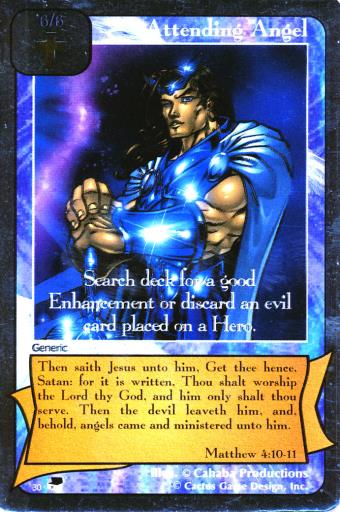 6/6
Attending Angel
Search deck for a good
Enhancement or discard an evil
card placed on a Hero.
Generic
Then saith Jesus unto him, Get thee hence,
Satan: for it is written, Thou shalt worship
the Lord thy God, and him only shalt thou
serve. Then the devil leaveth him, and,
behold, angels came and ministered unto him.
Matthew 4:10-11
Illus. © Cahaba Productions
30 © Cactus Game Design, Inc.